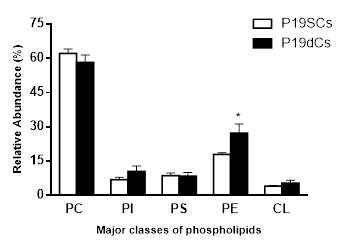 P19SCs
P19dCs
Relative Abundance (%)
75
60
45
30
15
0
*
PC PI PS PE CL
Major classes of phospholipids